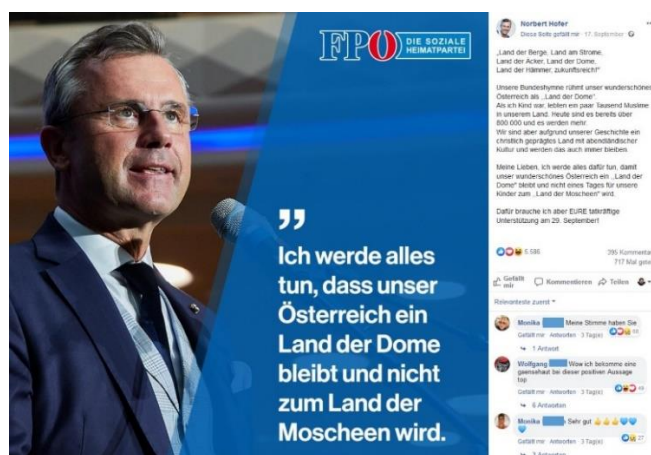 FPÖ DIE SOZIALE
HEIMATPARTEI
"
Ich werde alles
tun, dass unser
Österreich ein
Land der Dome
bleibt und nicht
zum Land der
Moscheen wird.
Norbert Hofer
Diese Seite gefällt mir · 17. September
„Land der Berge, Land am Strome,
Land der Äcker, Land der Dome,
Land der Hämmer, zukunftsreich!"
Unsere Bundeshymne rühmt unser wunderschönes
Österreich als „Land der Dome".
Als ich Kind war, lebten ein paar Tausend Muslime
in unserem Land. Heute sind es bereits über
600 000 und es werden mehr.
Wir sind aber aufgrund unserer Geschichte ein
christlich geprägtes Land mit abendländischer
Kultur und werden das auch immer bleiben.
Meine Lieben, ich werde alles dafür tun, damit
unser wunderschönes Österreich ein „Land der
Dome" bleibt und nicht eines Tages für unsere
Kinder zum „Land der Moscheen" wird.
Dafür brauche ich aber EURE tatkräftige
Unterstützung am 29. September!
395 Kommentare
717 Mal
Gefällt mir
Kommentieren
Teilen
Relevanteste zuerst
Monika Meine Stimme haben Sie
Gefällt mir · Antworten · 3 Tag(e)
1 Antwort
Wolfgang Wow ich bekomme eine
gaensehaut bei dieser positiver Aussage
top
Gefällt mir · Antworten · 3 Tag(e)
6 Antworten
Monika Sehr gut 👍👍👍💙💙
💙
Gefällt mir · Antworten · 3 Tag(e) 27